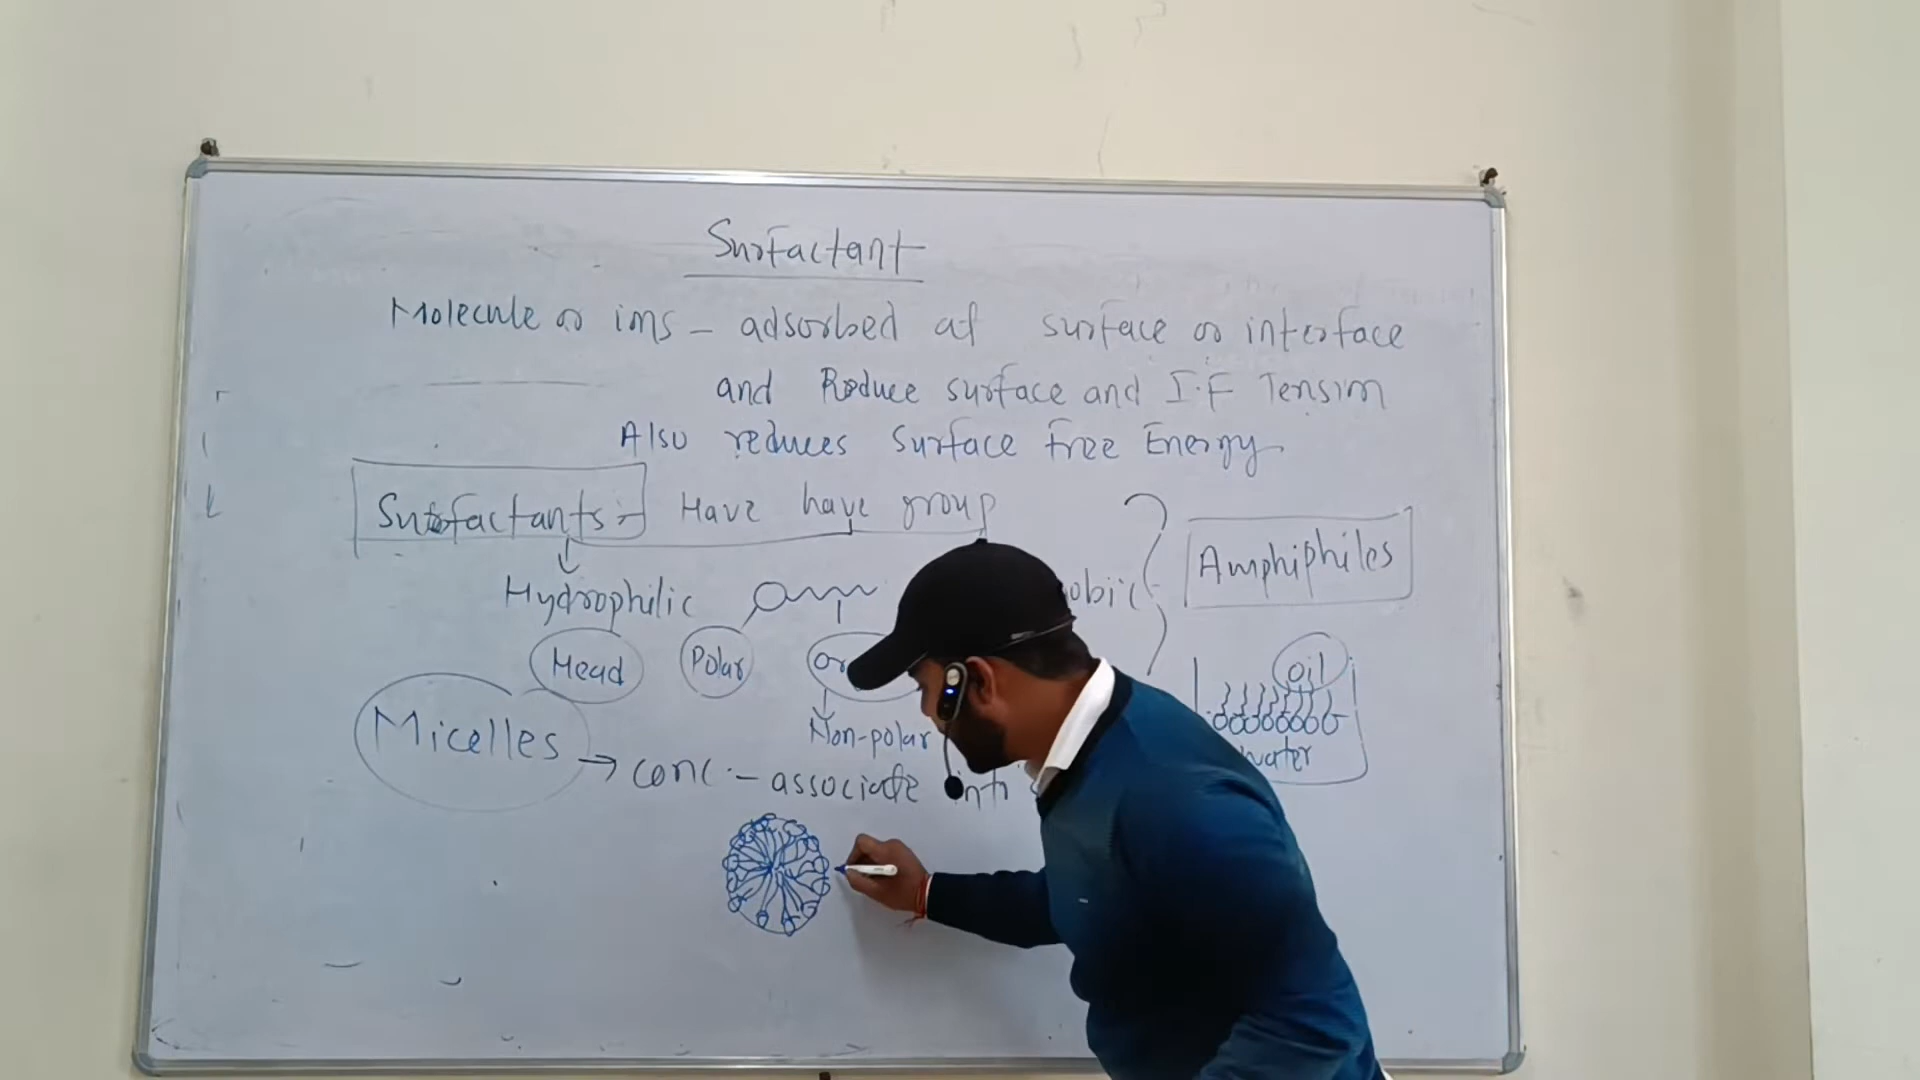 Surfactant
Molecule or ions - adsorbed at surface or interface
and Reduce surface and I.F Tension
Also reduces Surface Free Energy
Surfactants :- Have have group
Hydrophilic
Amphiphiles
Head Polar
oil
Micelles
Non-polar
water
→ conc. - associate into